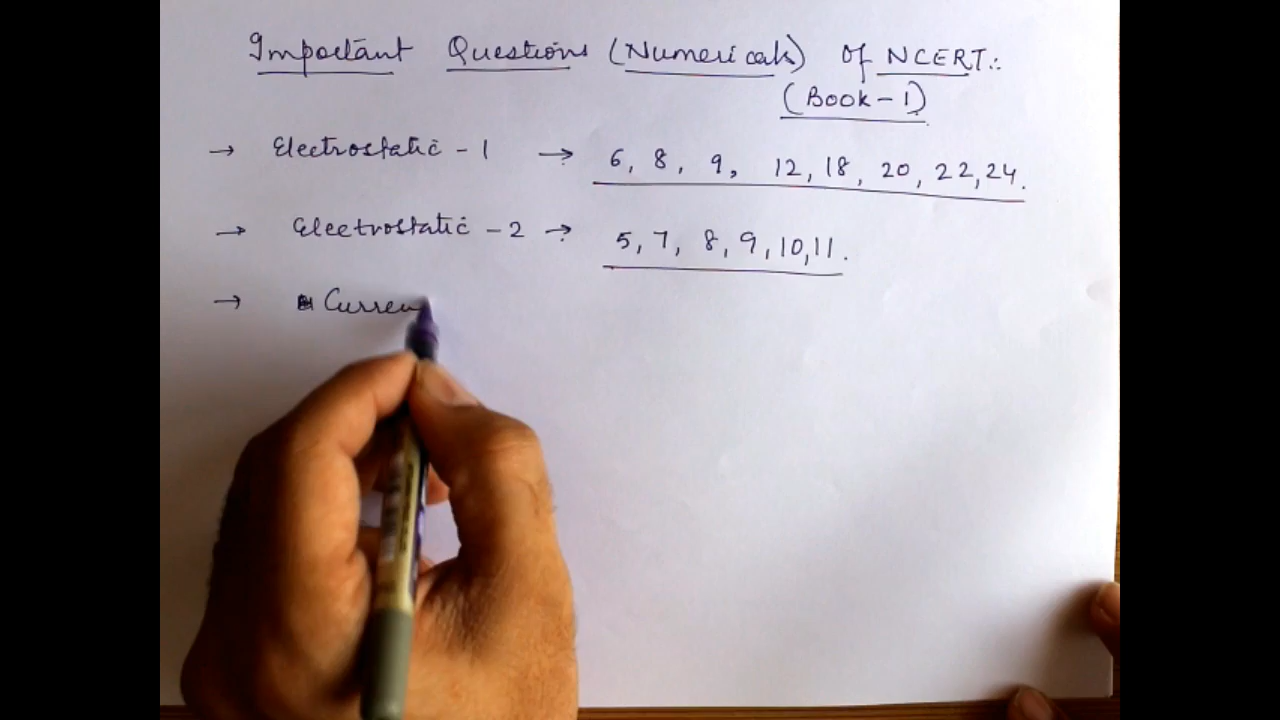 Important Questions (Numericals) Of NCERT:.
(Book-1)
→ Electrostatic - 1 → 6, 8, 9, 12, 18, 20, 22, 24.
→ Electrostatic - 2 → 5, 7, 8, 9, 10, 11.
→ Curren